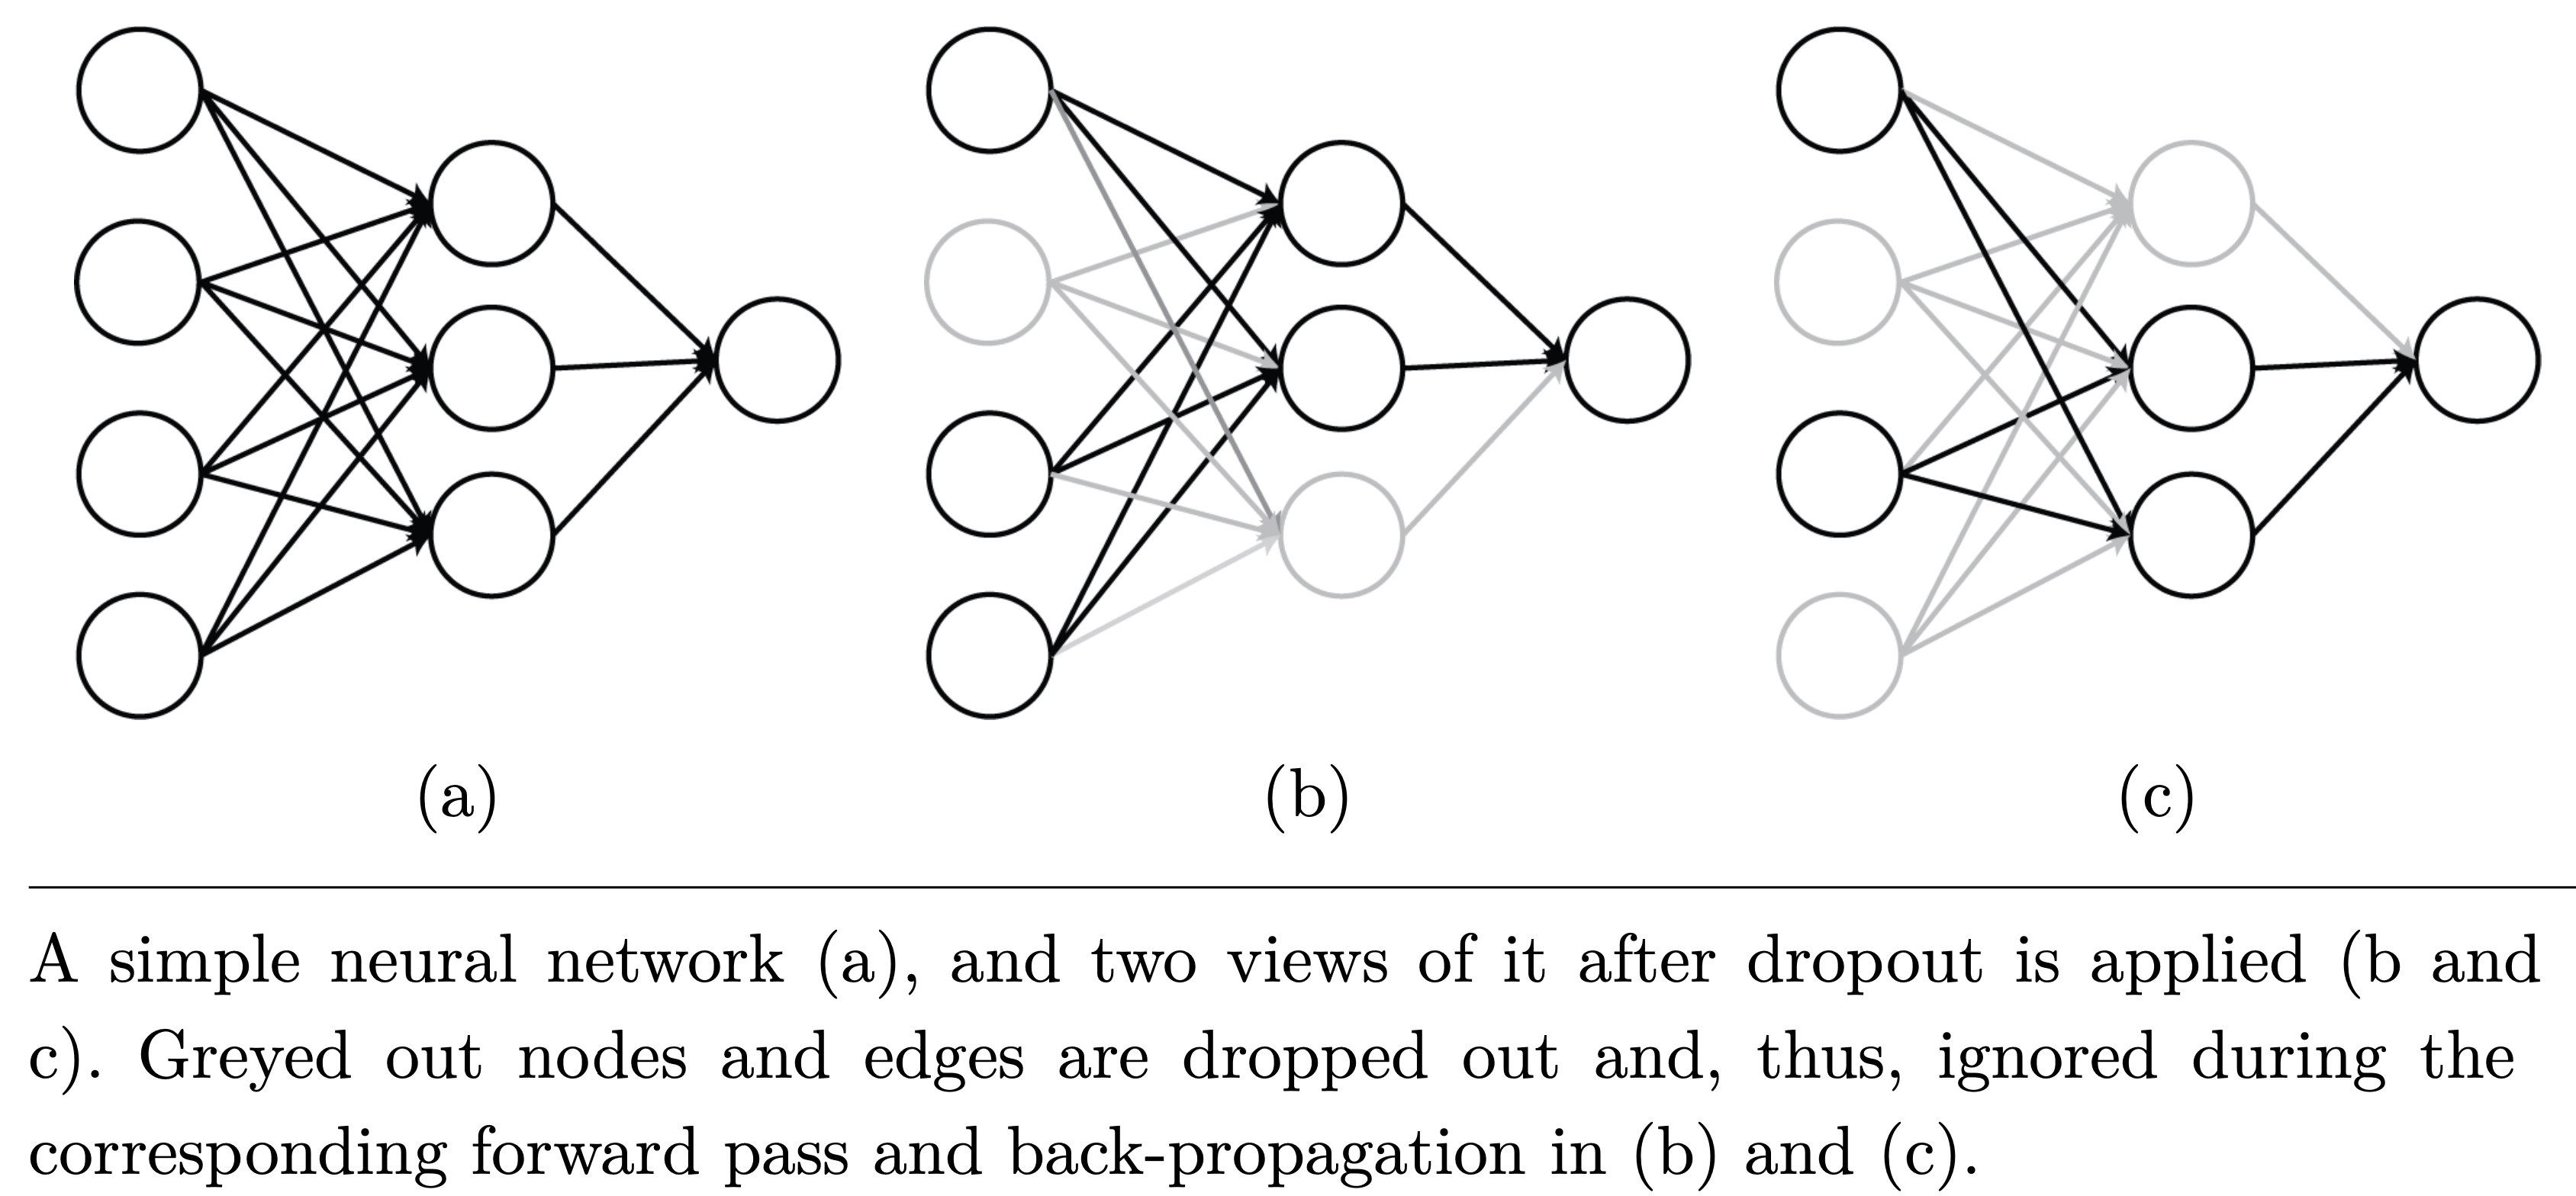 (a) (b) (c)
A simple neural network (a), and two views of it after dropout is applied (b and
c). Greyed out nodes and edges are dropped out and, thus, ignored during the
corresponding forward pass and back-propagation in (b) and (c).